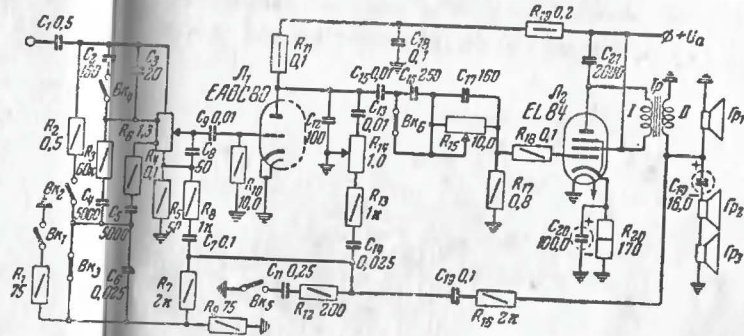 C₁ 0,5
C₂ 150
C₃ 20
Вк₄
R₂ 0,5
R₃ 60к
R₆ 1,3
R₄ 0,1
Вк₂
C₄ 5000
C₅ 5000
Вк₁
Вк₃
C₆ 0,025
R₁ 75
C₉ 0,01
C₈ 50
R₅ 50
R₈ 1к
C₇ 0,1
R₇ 2к
R₉ 75
R₁₀ 10,0
Л₁ EABC80
R₁₁ 0,1
C₁₈ 0,1
R₁₉ 0,2
C₁₂ 100
C₁₃ 0,01
R₁₄ 1,0
R₁₃ 1к
C₁₄ 0,025
C₁₁ 0,25
Вк₅
R₁₂ 200
C₁₅ 0,01
C₁₆ 250
Вк₆
C₁₇ 160
R₁₅ 10,0
R₁₇ 0,8
R₁₈ 0,1
C₁₉ 0,1
R₁₆ 2к
Л₂ EL84
C₂₁ 2000
+Uа
I
Тр
II
C₂₀ 100,0
R₂₀ 170
16,0
Гр₁
Гр₂
Гр₃